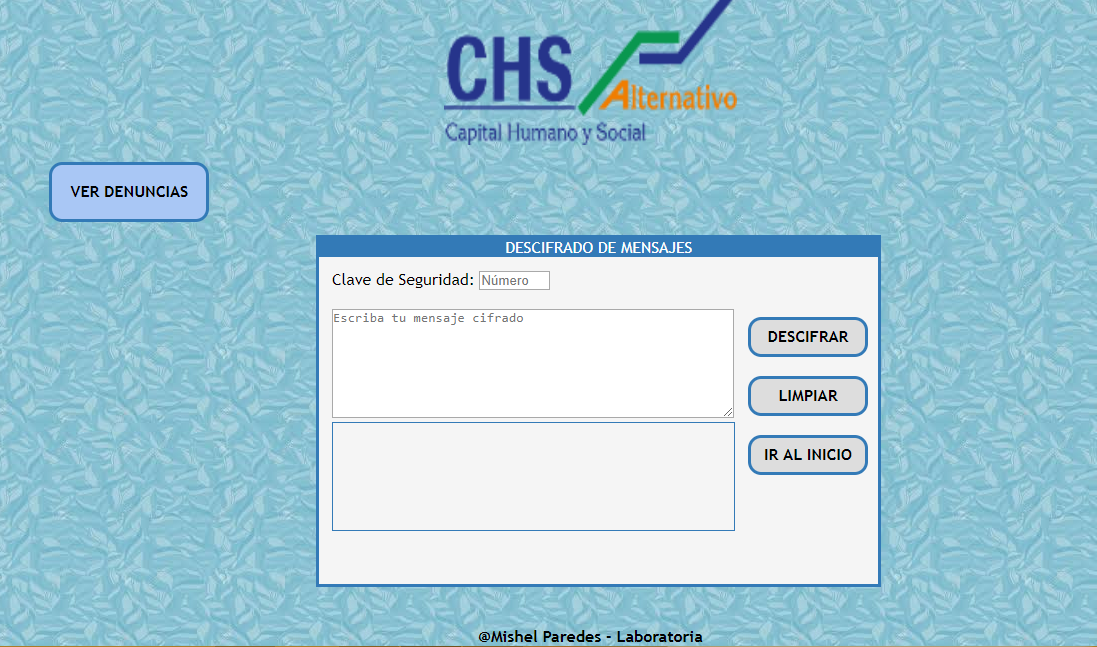 CHS
Alternativo
Capital Humano y Social
VER DENUNCIAS
DESCIFRADO DE MENSAJES
Clave de Seguridad: Número
Escriba tu mensaje cifrado
DESCIFRAR
LIMPIAR
IR AL INICIO
@Mishel Paredes - Laboratoria